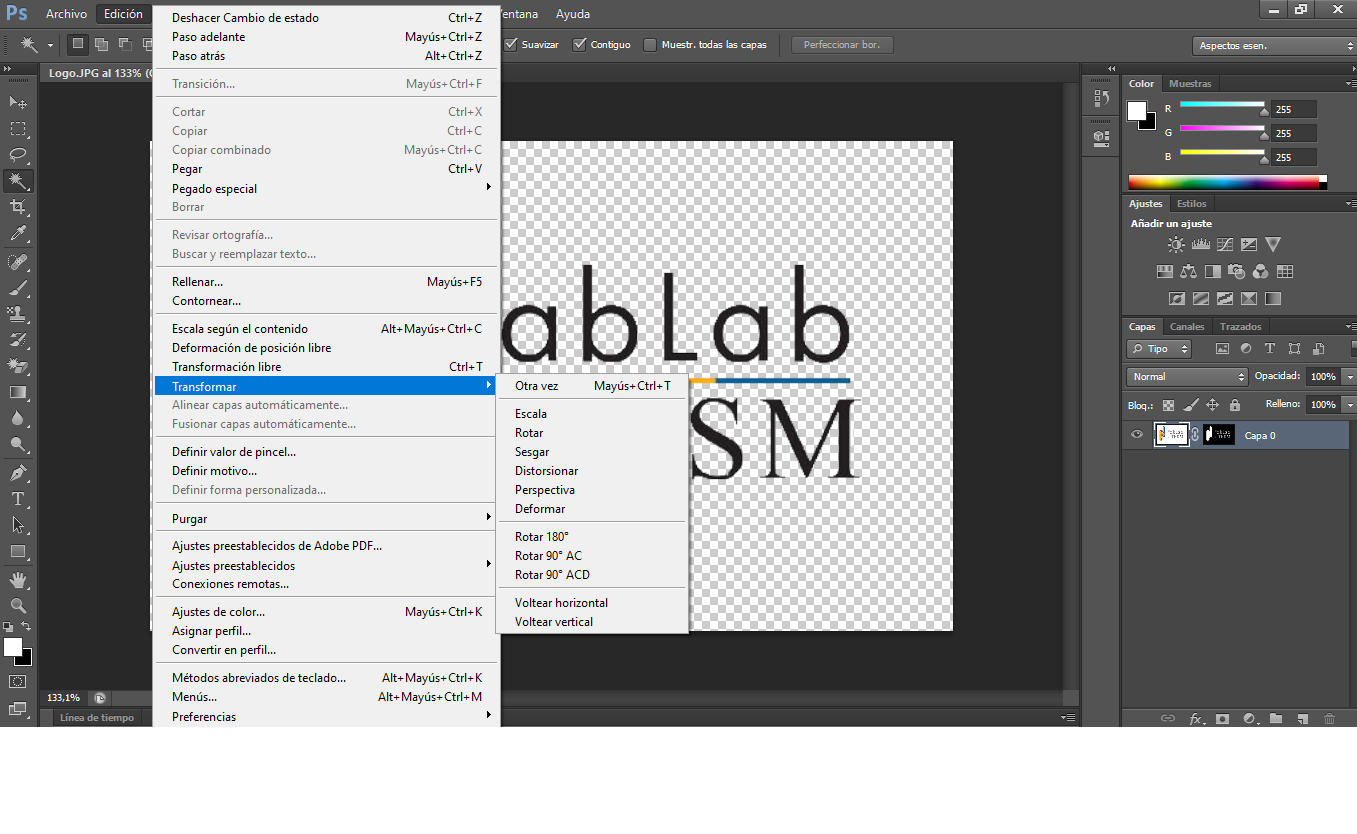 Ps Archivo Edición Ventana Ayuda
Suavizar Contiguo Muestr. todas las capas Perfeccionar bor. Aspectos esen.
Logo.JPG al 133% (C
Deshacer Cambio de estado Ctrl+Z
Paso adelante Mayús+Ctrl+Z
Paso atrás Alt+Ctrl+Z
Transición... Mayús+Ctrl+F
Cortar Ctrl+X
Copiar Ctrl+C
Copiar combinado Mayús+Ctrl+C
Pegar Ctrl+V
Pegado especial
Borrar
Revisar ortografía...
Buscar y reemplazar texto...
Rellenar... Mayús+F5
Contornear...
Escala según el contenido Alt+Mayús+Ctrl+C
Deformación de posición libre
Transformación libre Ctrl+T
Transformar
Alinear capas automáticamente...
Fusionar capas automáticamente...
Definir valor de pincel...
Definir motivo...
Definir forma personalizada...
Purgar
Ajustes preestablecidos de Adobe PDF...
Ajustes preestablecidos
Conexiones remotas...
Ajustes de color... Mayús+Ctrl+K
Asignar perfil...
Convertir en perfil...
Métodos abreviados de teclado... Alt+Mayús+Ctrl+K
Menús... Alt+Mayús+Ctrl+M
Preferencias
Otra vez Mayús+Ctrl+T
Escala
Rotar
Sesgar
Distorsionar
Perspectiva
Deformar
Rotar 180°
Rotar 90° AC
Rotar 90° ACD
Voltear horizontal
Voltear vertical
abLab
SM
133,1%
Línea de tiempo
Color Muestras
R 255
G 255
B 255
Ajustes Estilos
Añadir un ajuste
Capas Canales Trazados
Tipo
Normal Opacidad: 100%
Bloq.: Relleno: 100%
Capa 0